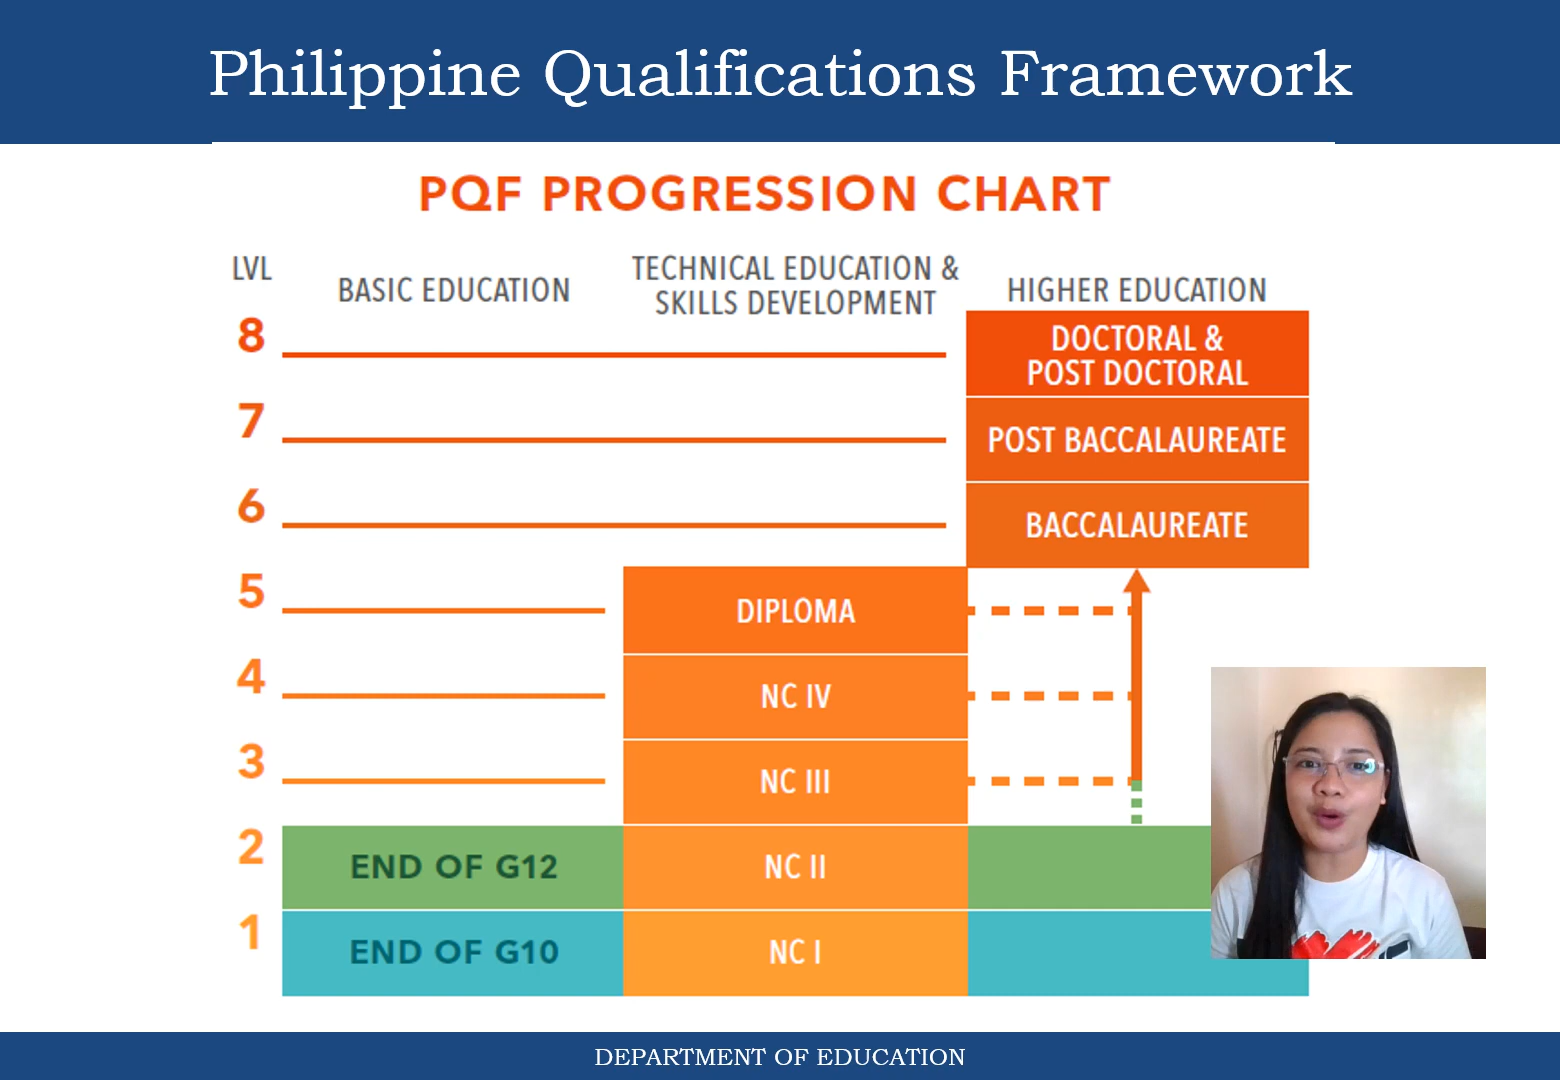 Philippine Qualifications Framework
PQF PROGRESSION CHART
LVL
BASIC EDUCATION
TECHNICAL EDUCATION &
SKILLS DEVELOPMENT
HIGHER EDUCATION
8
DOCTORAL &
POST DOCTORAL
7
POST BACCALAUREATE
6
BACCALAUREATE
5
DIPLOMA
4
NC IV
3
NC III
2
END OF G12
NC II
1
END OF G10
NC I
DEPARTMENT OF EDUCATION